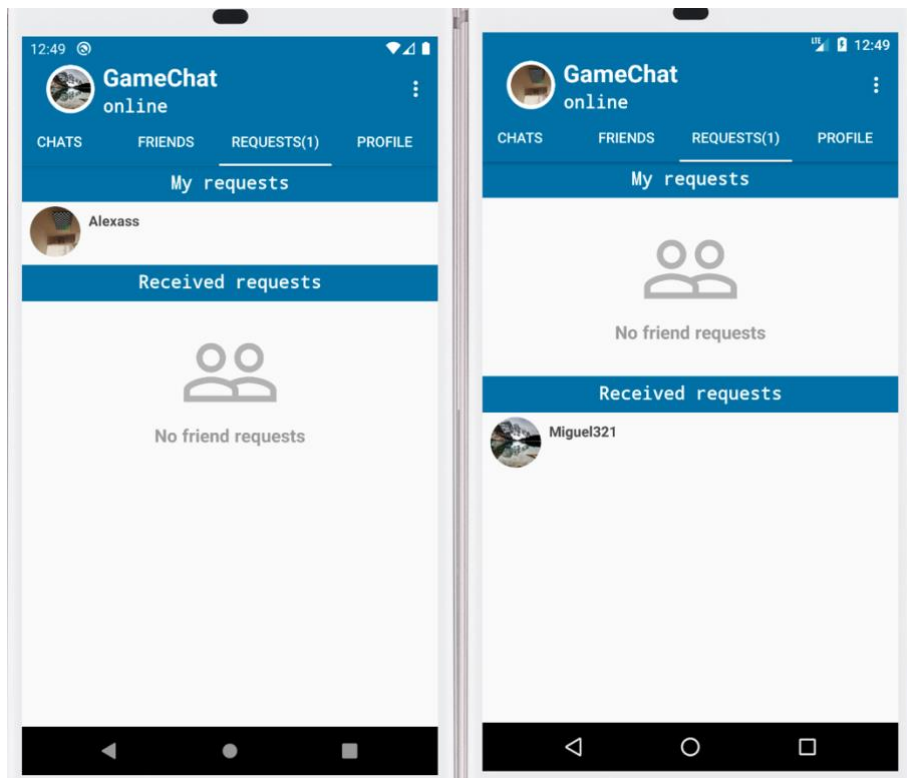 12:49
GameChat
online
CHATS FRIENDS REQUESTS(1) PROFILE
My requests
Alexass
Received requests
No friend requests
LTE 12:49
GameChat
online
CHATS FRIENDS REQUESTS(1) PROFILE
My requests
No friend requests
Received requests
Miguel321